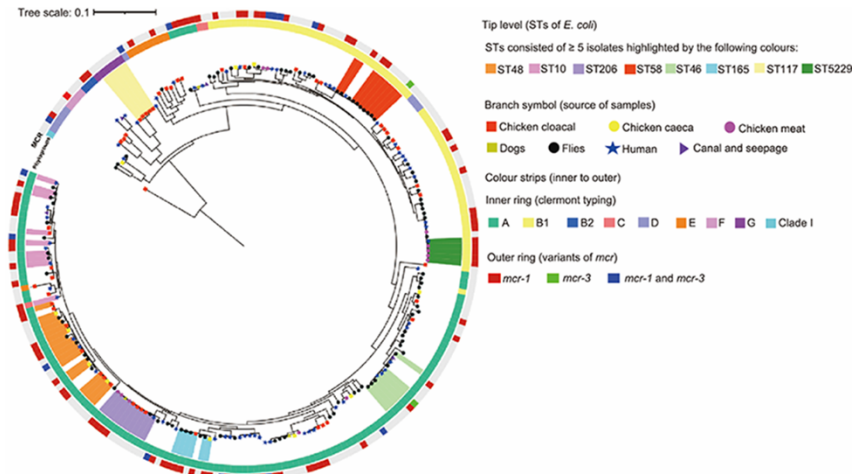 Tree scale: 0.1
MCR
Phylogroup
Tip level (STs of E. coli)
STs consisted of ≥ 5 isolates highlighted by the following colours:
ST48 ST10 ST206 ST58 ST46 ST165 ST117 ST5229
Branch symbol (source of samples)
Chicken cloacal Chicken caeca Chicken meat
Dogs Flies Human Canal and seepage
Colour strips (inner to outer)
Inner ring (clermont typing)
A B1 B2 C D E F G Clade I
Outer ring (variants of mcr)
mcr-1 mcr-3 mcr-1 and mcr-3